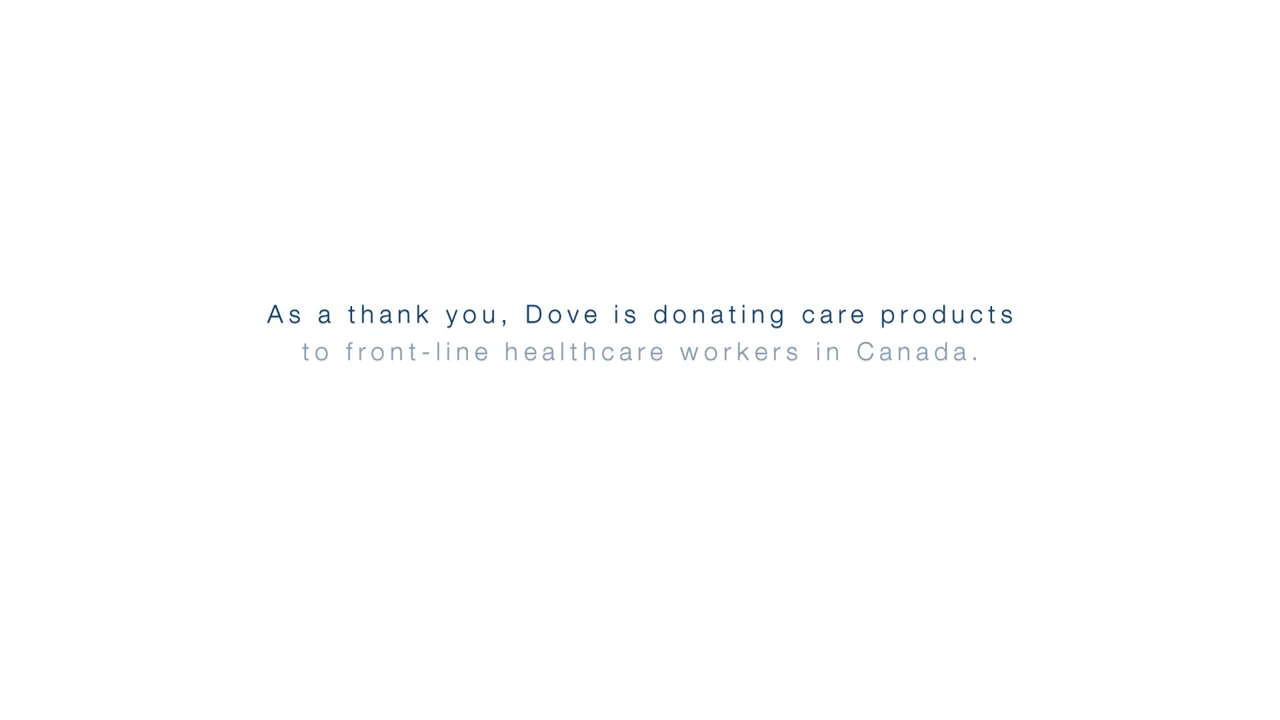 As a thank you, Dove is donating care products
to front-line healthcare workers in Canada.